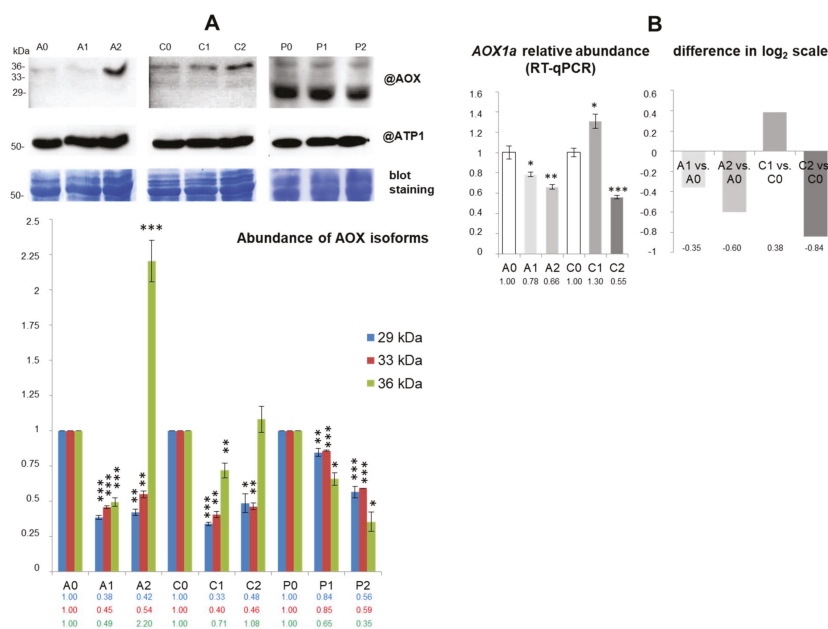 A
A0 A1 A2 C0 C1 C2 P0 P1 P2
kDa
36-
33-
29-
@AOX
50-
@ATP1
50-
blot
staining
Abundance of AOX isoforms
2.5
2.25
2
1.75
1.5
1.25
1
0.75
0.5
0.25
0
***
29 kDa
33 kDa
36 kDa
*** *** ***
** **
*** ** **
* **
** *** *
*** *** *
A0 A1 A2 C0 C1 C2 P0 P1 P2
1.00 0.38 0.42 1.00 0.33 0.48 1.00 0.84 0.56
1.00 0.45 0.54 1.00 0.40 0.46 1.00 0.85 0.59
1.00 0.49 2.20 1.00 0.71 1.08 1.00 0.65 0.35
B
AOX1a relative abundance
(RT-qPCR)
1.6
1.4
1.2
1
0.8
0.6
0.4
0.2
0
* ** * ***
A0 A1 A2 C0 C1 C2
1.00 0.78 0.66 1.00 1.30 0.55
difference in log2 scale
0.6
0.4
0.2
0
-0.2
-0.4
-0.6
-0.8
-1
A1 vs. A2 vs. C1 vs. C2 vs.
A0 A0 C0 C0
-0.35 -0.60 0.38 -0.84